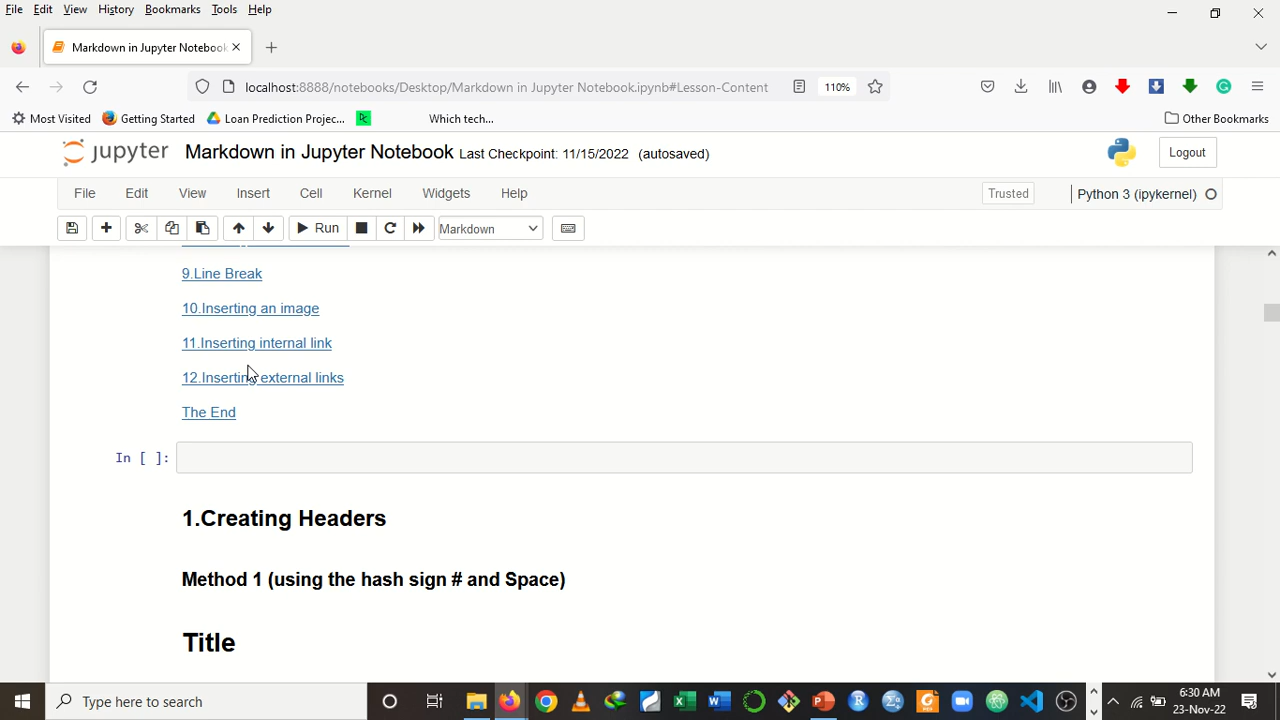 File Edit View History Bookmarks Tools Help
Markdown in Jupyter Notebook
localhost:8888/notebooks/Desktop/Markdown in Jupyter Notebook.ipynb#Lesson-Content 110%
Most Visited Getting Started Loan Prediction Projec... Which tech... Other Bookmarks
jupyter Markdown in Jupyter Notebook Last Checkpoint: 11/15/2022 (autosaved) Logout
File Edit View Insert Cell Kernel Widgets Help Trusted Python 3 (ipykernel)
Run Markdown
9.Line Break
10.Inserting an image
11.Inserting internal link
12.Inserting external links
The End
In [ ]:
1.Creating Headers
Method 1 (using the hash sign # and Space)
Title
Type here to search 6:30 AM
23-Nov-22